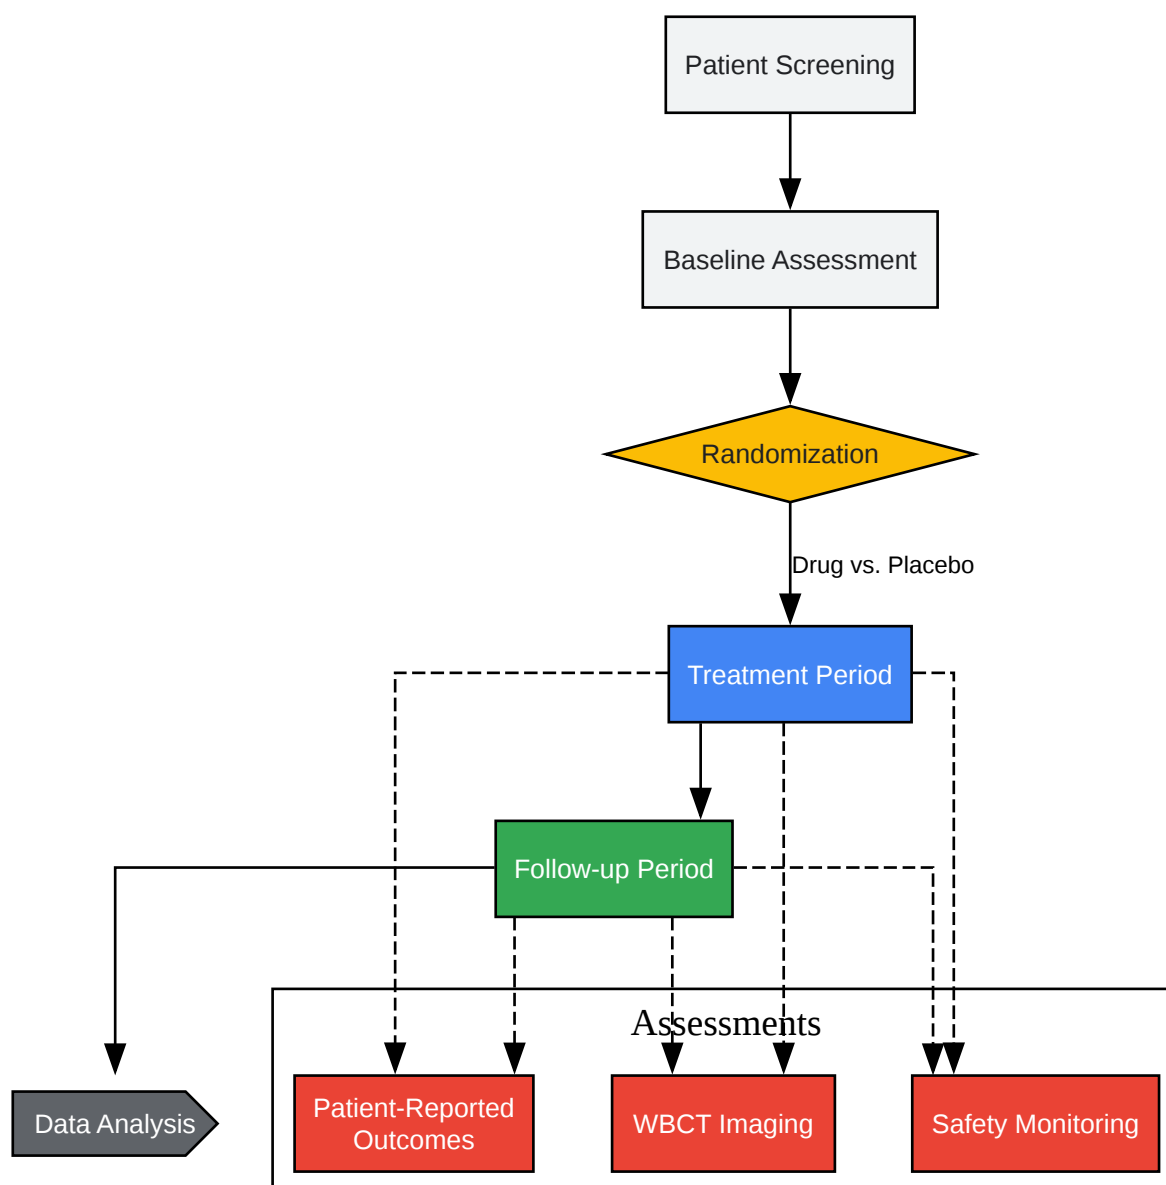 Patient Screening
Baseline Assessment
Randomization
Drug vs. Placebo
Treatment Period
Follow-up Period
Assessments
Data Analysis
Patient-Reported
Outcomes
WBCT Imaging
Safety Monitoring